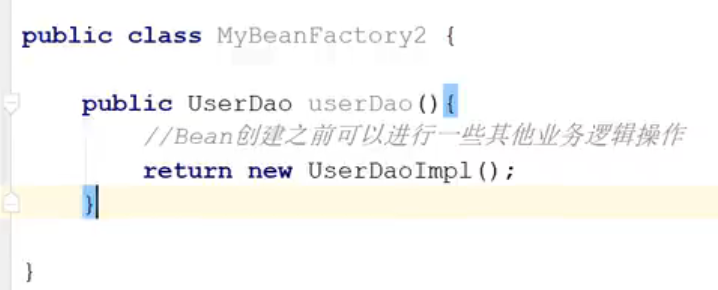 public class MyBeanFactory2 {
public UserDao userDao(){
//Bean创建之前可以进行一些其他业务逻辑操作
return new UserDaoImpl();
}
}